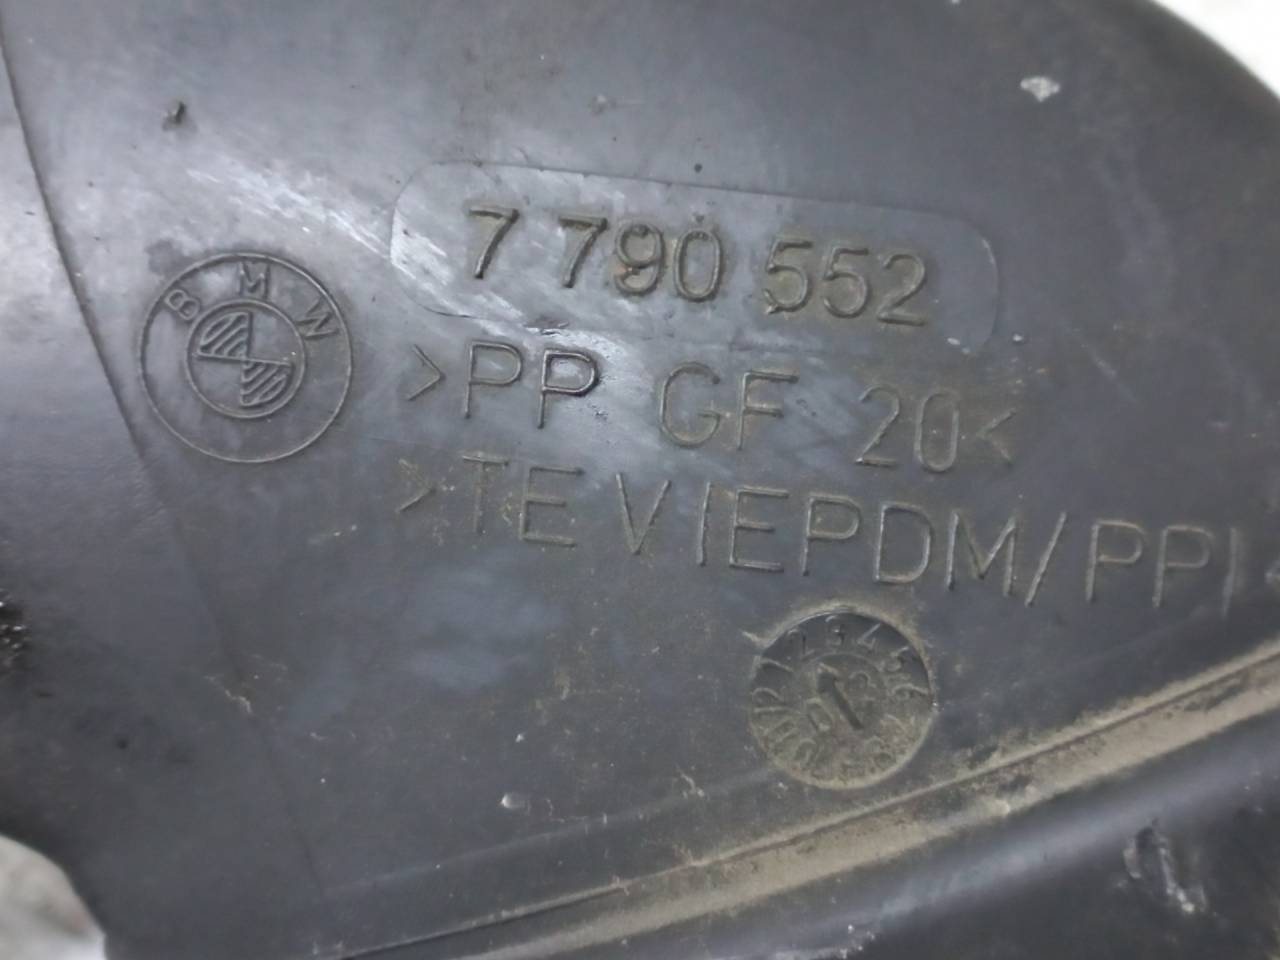 7 790 552
BMW
>PP GF 20<
>TEV(EPDM/PP)